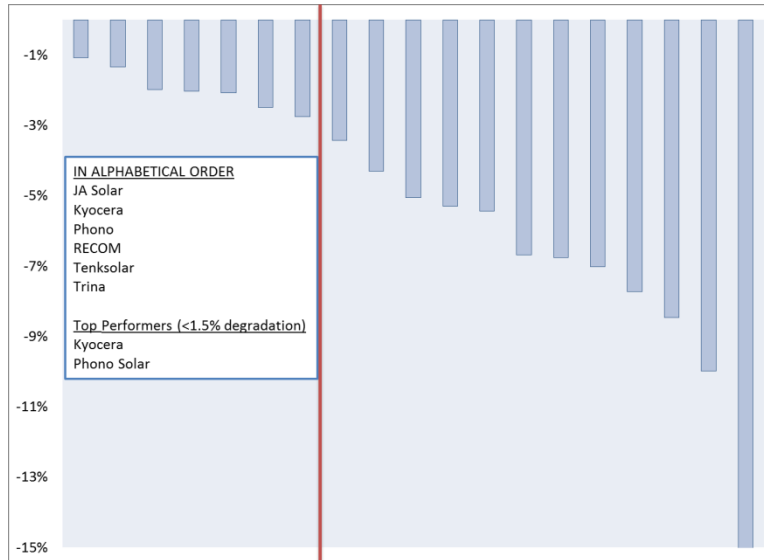 -1%
-3%
-5%
-7%
-9%
-11%
-13%
-15%
IN ALPHABETICAL ORDER
JA Solar
Kyocera
Phono
RECOM
Tenksolar
Trina
Top Performers (<1.5% degradation)
Kyocera
Phono Solar